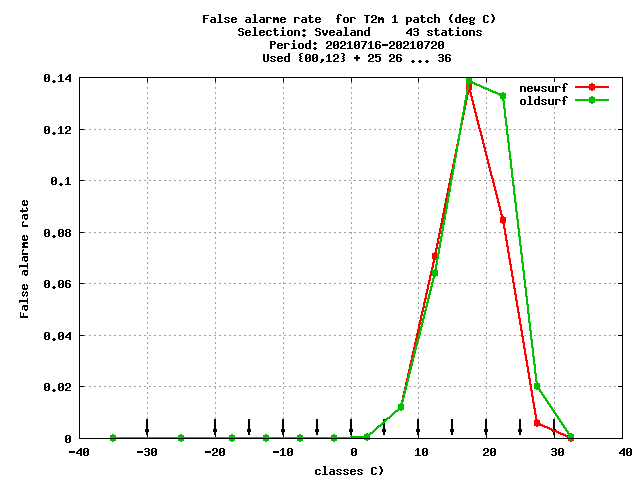 False alarme rate  for T2m 1 patch (deg C)
Selection: Svealand     43 stations
Period: 20210716-20210720
Used {00,12} + 25 26 ... 36
newsurf
oldsurf
False alarme rate
0.14
0.12
0.1
0.08
0.06
0.04
0.02
0
-40 -30 -20 -10 0 10 20 30 40
classes C)